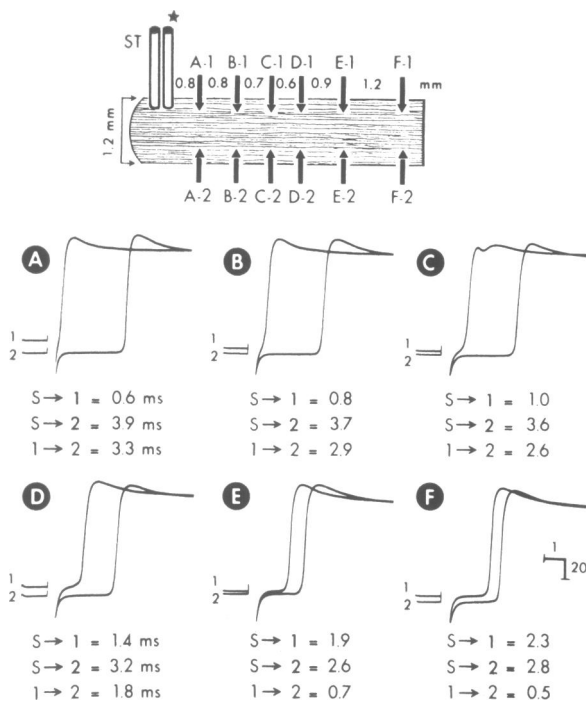 ST ★
A-1 B-1 C-1 D-1 E-1 F-1
0.8 0.8 0.7 0.6 0.9 1.2 mm
1.2 mm
A-2 B-2 C-2 D-2 E-2 F-2
A
1
2
S→ 1 = 0.6 ms
S→ 2 = 3.9 ms
1→ 2 = 3.3 ms
B
1
2
S→ 1 = 0.8
S→ 2 = 3.7
1→ 2 = 2.9
C
1
2
S→ 1 = 1.0
S→ 2 = 3.6
1→ 2 = 2.6
D
1
2
S→ 1 = 1.4 ms
S→ 2 = 3.2 ms
1→ 2 = 1.8 ms
E
1
2
S→ 1 = 1.9
S→ 2 = 2.6
1→ 2 = 0.7
F
1
2
1
20
S→ 1 = 2.3
S→ 2 = 2.8
1→ 2 = 0.5